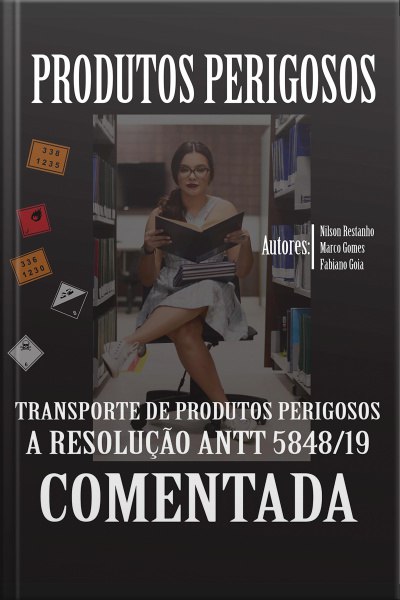 PRODUTOS PERIGOSOS
336
1235
336
1230
Autores:
Nilson Restanho
Marco Gomes
Fabiano Goia
TRANSPORTE DE PRODUTOS PERIGOSOS
A RESOLUÇÃO ANTT 5848/19
COMENTADA